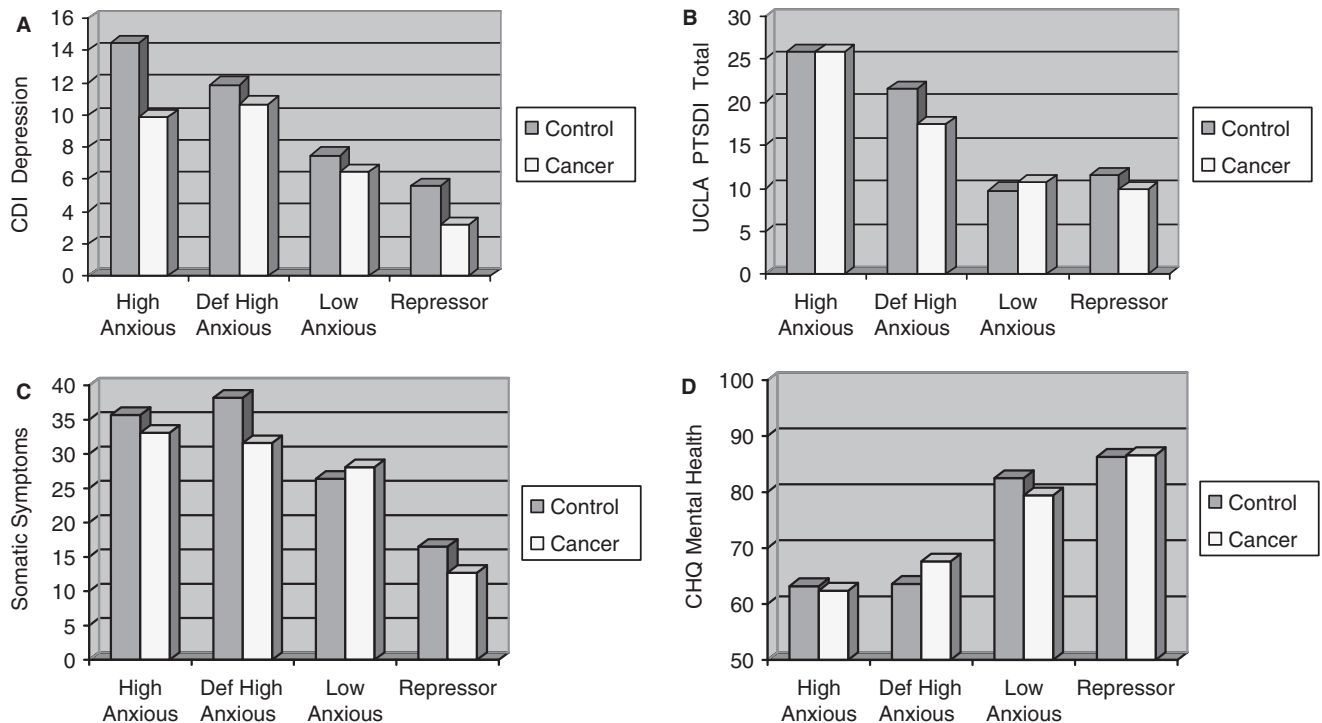 A
CDI Depression
16
14
12
10
8
6
4
2
0
High
Anxious
Def High
Anxious
Low
Anxious
Repressor
Control
Cancer
B
UCLA PTSDI Total
30
25
20
15
10
5
0
High
Anxious
Def High
Anxious
Low
Anxious
Repressor
Control
Cancer
C
Somatic Symptoms
40
35
30
25
20
15
10
5
0
High
Anxious
Def High
Anxious
Low
Anxious
Repressor
Control
Cancer
D
CHQ Mental Health
100
90
80
70
60
50
High
Anxious
Def High
Anxious
Low
Anxious
Repressor
Control
Cancer